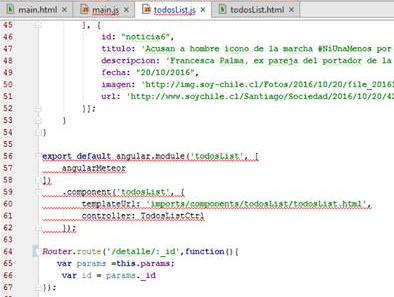 main.html × main.js × todosList.js × todosList.html ×
45 }, {
46 id: "noticia6",
47 titulo: 'Acusan a hombre icono de la marcha #NiUnaMenos por
48 descripcion: 'Francesca Palma, ex pareja del portador de la
49 fecha: "20/10/2016",
50 imagen: 'http://img.soy-chile.cl/Fotos/2016/10/20/file_20161
51 url: 'http://www.soychile.cl/Santiago/Sociedad/2016/10/20/42
52 }];
53 }
54 }
55
56 export default angular.module('todosList', [
57 angularMeteor
58 ])
59 .component('todosList', {
60 templateUrl: 'imports/components/todosList/todosList.html',
61 controller: TodosListCtrl
62 });
63
64 Router.route('/detalle/:_id',function(){
65 var params =this.params;
66 var id = params._id
67 });